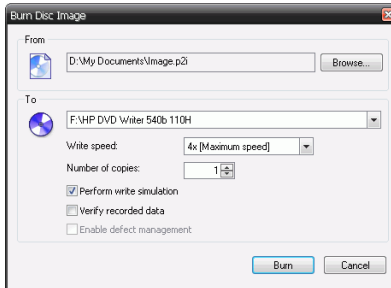 Burn Disc Image
From
D:\My Documents\Image.p2i
Browse...
To
F:\HP DVD Writer 540b 110H
Write speed:
4x [Maximum speed]
Number of copies:
1
Perform write simulation
Verify recorded data
Enable defect management
Burn
Cancel